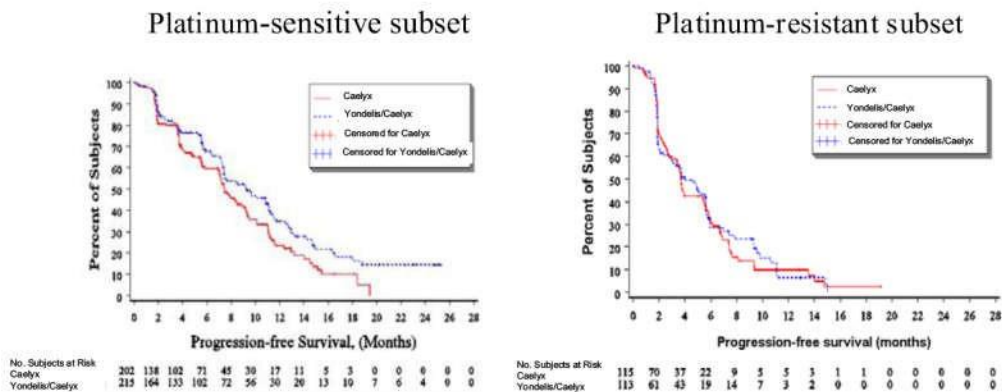 Platinum-sensitive subset
100
90
80
70
60
50
40
30
20
10
0
Percent of Subjects
Caelyx
Yondelis/Caelyx
Censored for Caelyx
Censored for Yondelis/Caelyx
0 2 4 6 8 10 12 14 16 18 20 22 24 26 28
Progression-free Survival, (Months)
No. Subjects at Risk
Caelyx 202 138 102 71 45 30 17 11 5 3 0 0 0 0 0
Yondelis/Caelyx 215 164 133 102 72 56 30 20 13 10 7 6 4 0 0
Platinum-resistant subset
100
90
80
70
60
50
40
30
20
10
0
Percent of Subjects
Caelyx
Yondelis/Caelyx
Censored for Caelyx
Censored for Yondelis/Caelyx
0 2 4 6 8 10 12 14 16 18 20 22 24 26 28
Progression-free survival (months)
No. Subjects at Risk
Caelyx 115 70 37 22 9 5 5 3 1 1 0 0 0 0 0
Yondelis/Caelyx 113 61 43 19 14 7 3 2 0 0 0 0 0 0 0